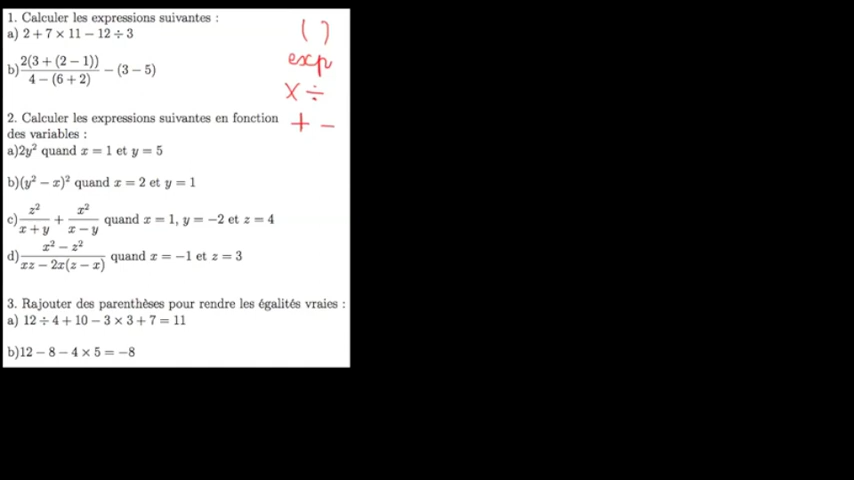 1. Calculer les expressions suivantes :
a) 2 + 7 × 11 − 12 ÷ 3
b) 2(3 + (2 − 1)) / 4 − (6 + 2) − (3 − 5)
2. Calculer les expressions suivantes en fonction
des variables :
a)2y² quand x = 1 et y = 5
b)(y² − x)² quand x = 2 et y = 1
c) z² / x + y + x² / x − y quand x = 1, y = −2 et z = 4
d) x² − z² / xz − 2x(z − x) quand x = −1 et z = 3
3. Rajouter des parenthèses pour rendre les égalités vraies :
a) 12 ÷ 4 + 10 − 3 × 3 + 7 = 11
b)12 − 8 − 4 × 5 = −8
( )
exp
× ÷
+ −